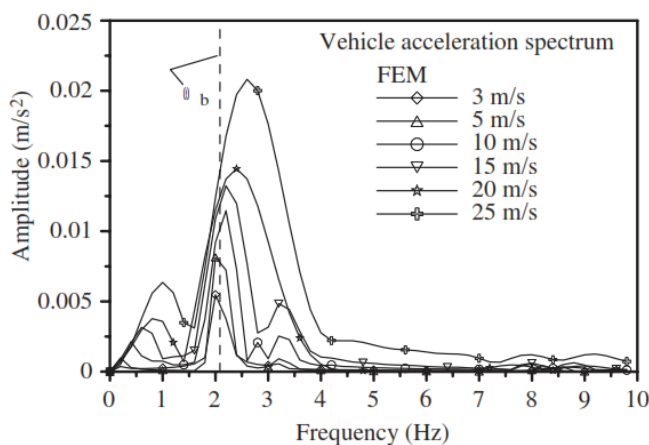 Vehicle acceleration spectrum
FEM
3 m/s
5 m/s
10 m/s
15 m/s
20 m/s
25 m/s
b
Amplitude (m/s²)
0.025
0.02
0.015
0.01
0.005
0
0 1 2 3 4 5 6 7 8 9 10
Frequency (Hz)